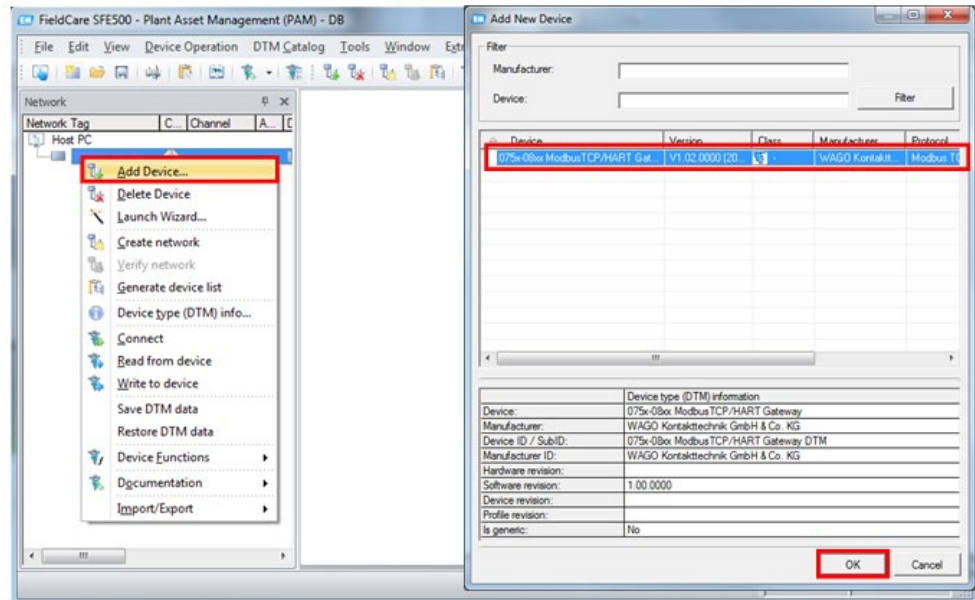 FieldCare SFE500 - Plant Asset Management (PAM) - DB
File Edit View Device Operation DTM Catalog Tools Window Extr
Network
Network Tag C... Channel A...
Host PC
Add Device...
Delete Device
Launch Wizard...
Create network
Verify network
Generate device list
Device type (DTM) info...
Connect
Read from device
Write to device
Save DTM data
Restore DTM data
Device Functions
Documentation
Import/Export
Add New Device
Filter
Manufacturer:
Device: Filter
Device Version Class Manufacturer Protocol
075x-08xx ModbusTCP/HART Gat... V1.02.0000 (20... - WAGO Kontaktt... Modbus TC
Device type (DTM) information
Device: 075x-08xx ModbusTCP/HART Gateway
Manufacturer: WAGO Kontakttechnik GmbH & Co. KG
Device ID / SubID: 075x-08xx ModbusTCP/HART Gateway DTM
Manufacturer ID: WAGO Kontakttechnik GmbH & Co. KG
Hardware revision:
Software revision: 1.00.0000
Device revision:
Profile revision:
Is generic: No
OK Cancel